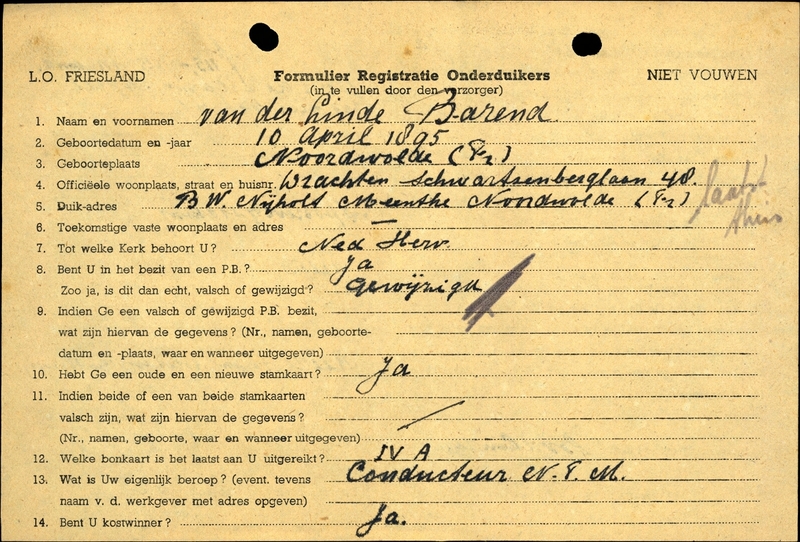 L.O. FRIESLAND Formulier Registratie Onderduikers NIET VOUWEN
(in te vullen door den verzorger)
1. Naam en voornamen van der Linde Barend
2. Geboortedatum en -jaar 10 April 1895
3. Geboorteplaats Noordwolde (Fr)
4. Officiëele woonplaats, straat en huisnr. Drachten Schwartsenberglaan 48.
5. Duik-adres B.W. Nijholt Meenthe Noordwolde (Fr) laatst thuis
6. Toekomstige vaste woonplaats en adres —
7. Tot welke Kerk behoort U? Ned Herv
8. Bent U in het bezit van een P.B.? Ja
Zoo ja, is dit dan echt, valsch of gewijzigd? Gewijzigd
9. Indien Ge een valsch of gewijzigd P.B. bezit,
wat zijn hiervan de gegevens? (Nr., namen, geboorte-
datum en -plaats, waar en wanneer uitgegeven)
10. Hebt Ge een oude en een nieuwe stamkaart? Ja
11. Indien beide of een van beide stamkaarten
valsch zijn, wat zijn hiervan de gegevens?
(Nr., namen, geboorte, waar en wanneer uitgegeven)
12. Welke bonkaart is het laatst aan U uitgereikt? IV A
13. Wat is Uw eigenlijk beroep? (event. tevens Conducteur N.T.M.
naam v. d. werkgever met adres opgeven)
14. Bent U kostwinner? Ja.